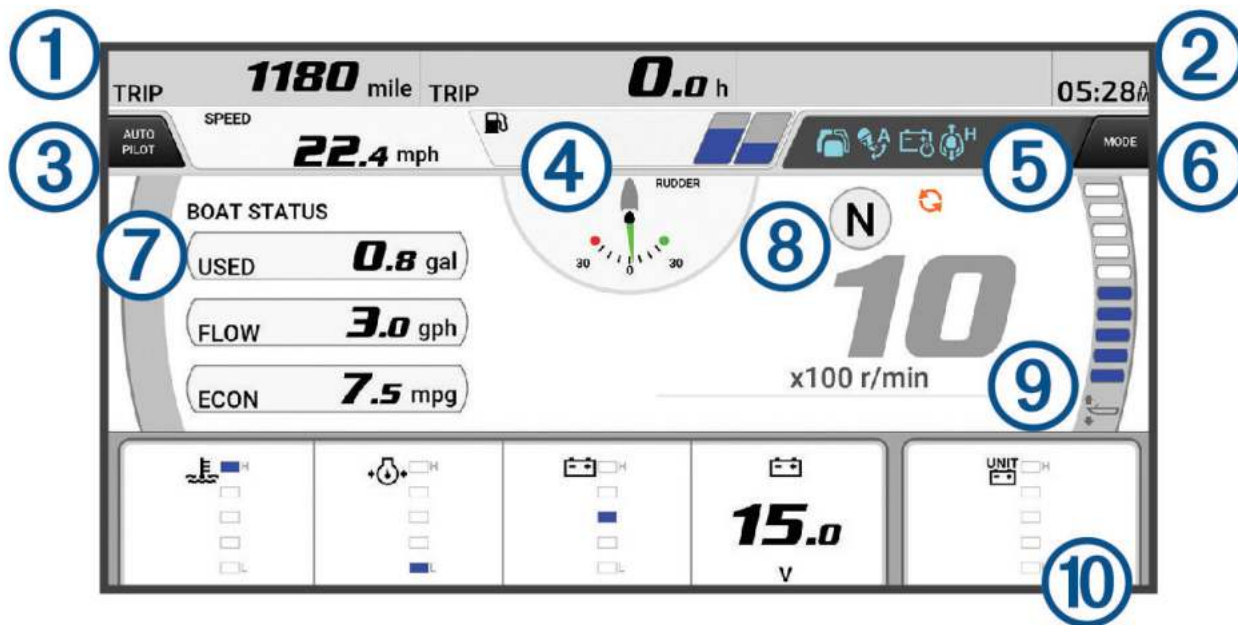 1
2
TRIP 1180 mile TRIP 0.0 h
05:28
AUTO
PILOT
SPEED
22.4 mph
MODE
3
4
5
6
RUDDER
30 0 30
BOAT STATUS
7
USED 0.8 gal
FLOW 3.0 gph
ECON 7.5 mpg
8
A
H
N
10
x100 r/min
9
H
H
L
H
L
15.0
V
UNIT
H
10